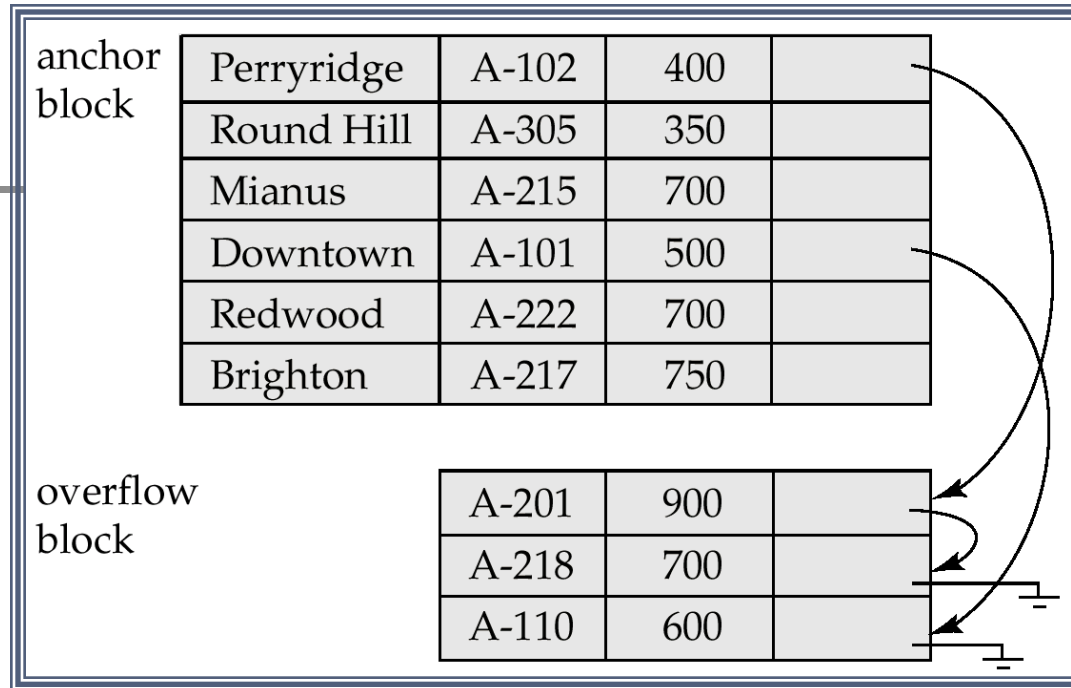 anchor
block
Perryridge A-102 400
Round Hill A-305 350
Mianus A-215 700
Downtown A-101 500
Redwood A-222 700
Brighton A-217 750
overflow
block
A-201 900
A-218 700
A-110 600